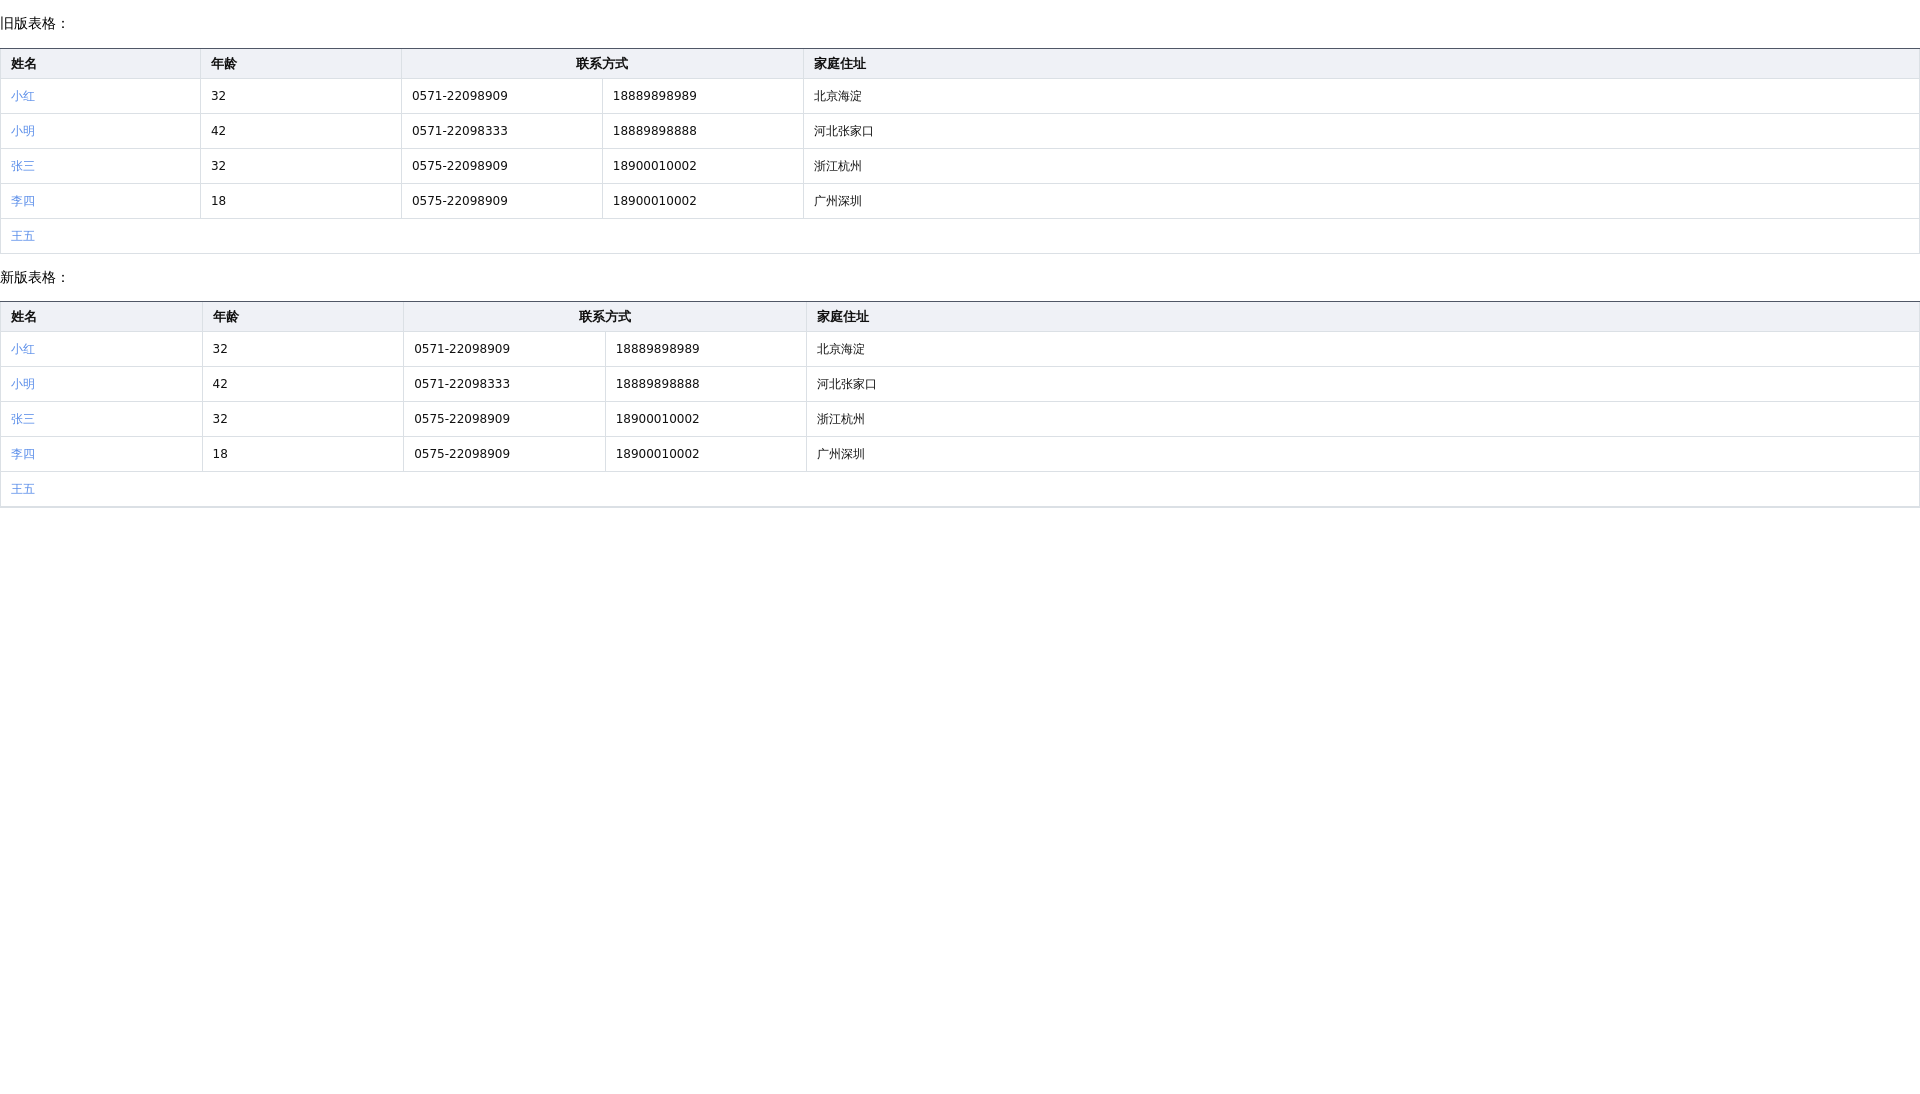 旧版表格：
姓名 年龄 联系方式 家庭住址
小红 32 0571-22098909 18889898989 北京海淀
小明 42 0571-22098333 18889898888 河北张家口
张三 32 0575-22098909 18900010002 浙江杭州
李四 18 0575-22098909 18900010002 广州深圳
王五
新版表格：
姓名 年龄 联系方式 家庭住址
小红 32 0571-22098909 18889898989 北京海淀
小明 42 0571-22098333 18889898888 河北张家口
张三 32 0575-22098909 18900010002 浙江杭州
李四 18 0575-22098909 18900010002 广州深圳
王五